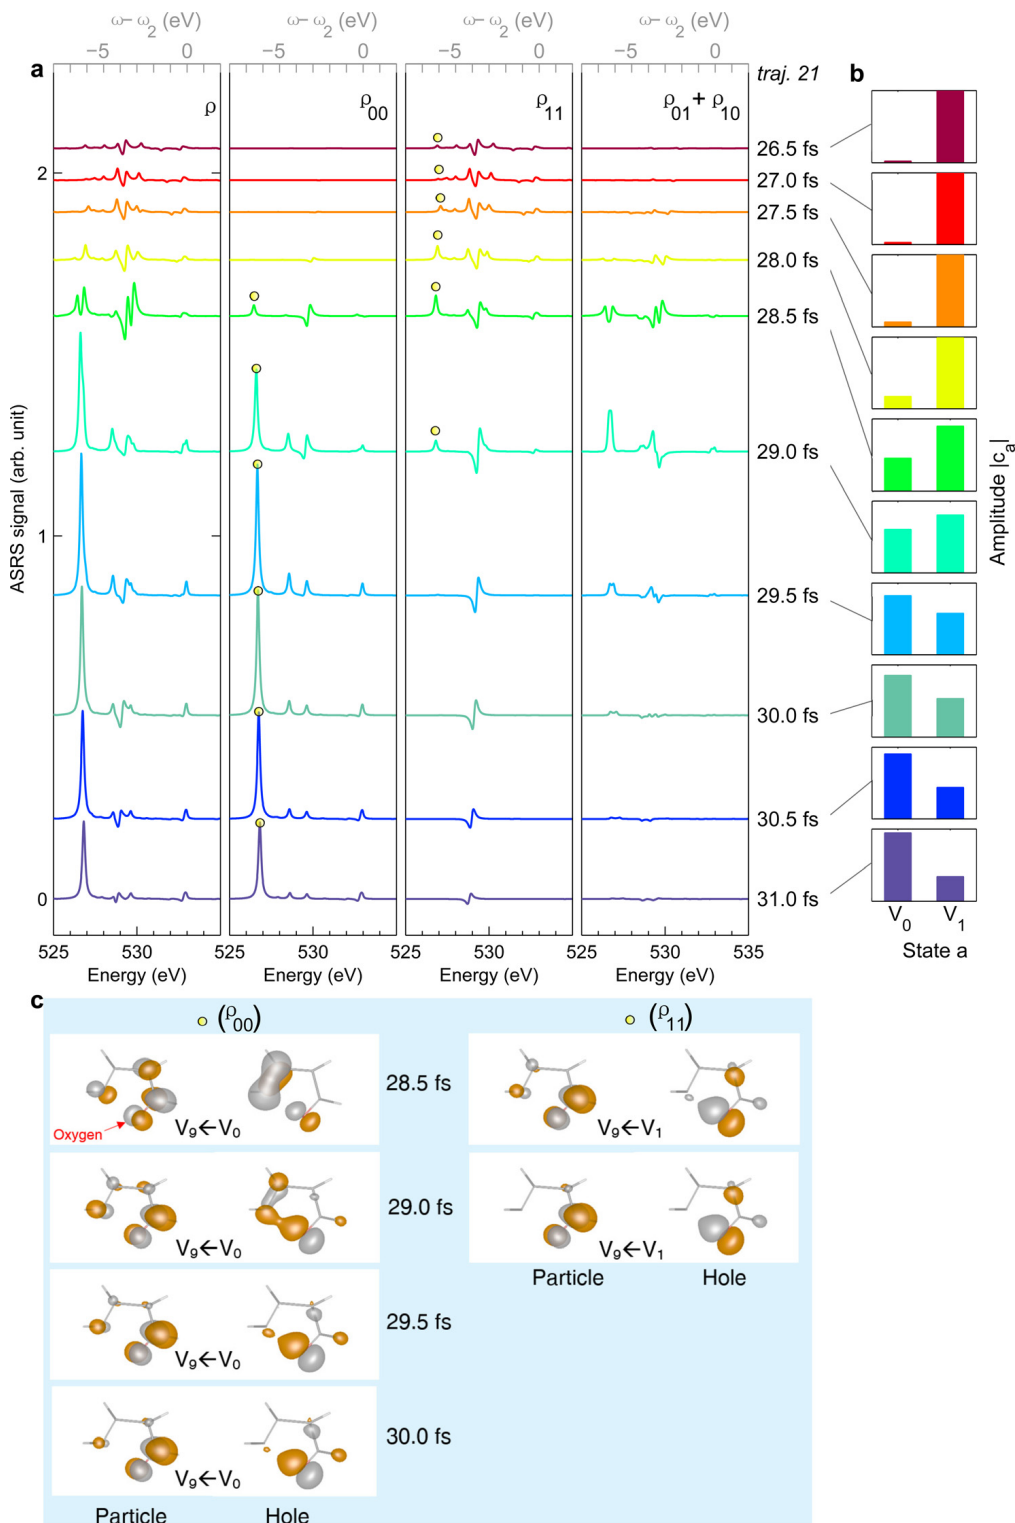 ω− ω2 (eV) ω− ω2 (eV) ω− ω2 (eV) ω− ω2 (eV)
−5 0 −5 0 −5 0 −5 0
a traj. 21 b
ρ ρ00 ρ11 ρ01 + ρ10
26.5 fs
2 27.0 fs
27.5 fs
28.0 fs
28.5 fs
29.0 fs
ASRS signal (arb. unit)
Amplitude |ca|
1
29.5 fs
30.0 fs
30.5 fs
0 31.0 fs
V0 V1
State a
525 530 525 530 525 530 525 530 535
Energy (eV) Energy (eV) Energy (eV) Energy (eV)
c
(ρ00) (ρ11)
28.5 fs
Oxygen V9←V0 V9←V1
29.0 fs
V9←V0 V9←V1
Particle Hole
29.5 fs
V9←V0
30.0 fs
V9←V0
Particle Hole